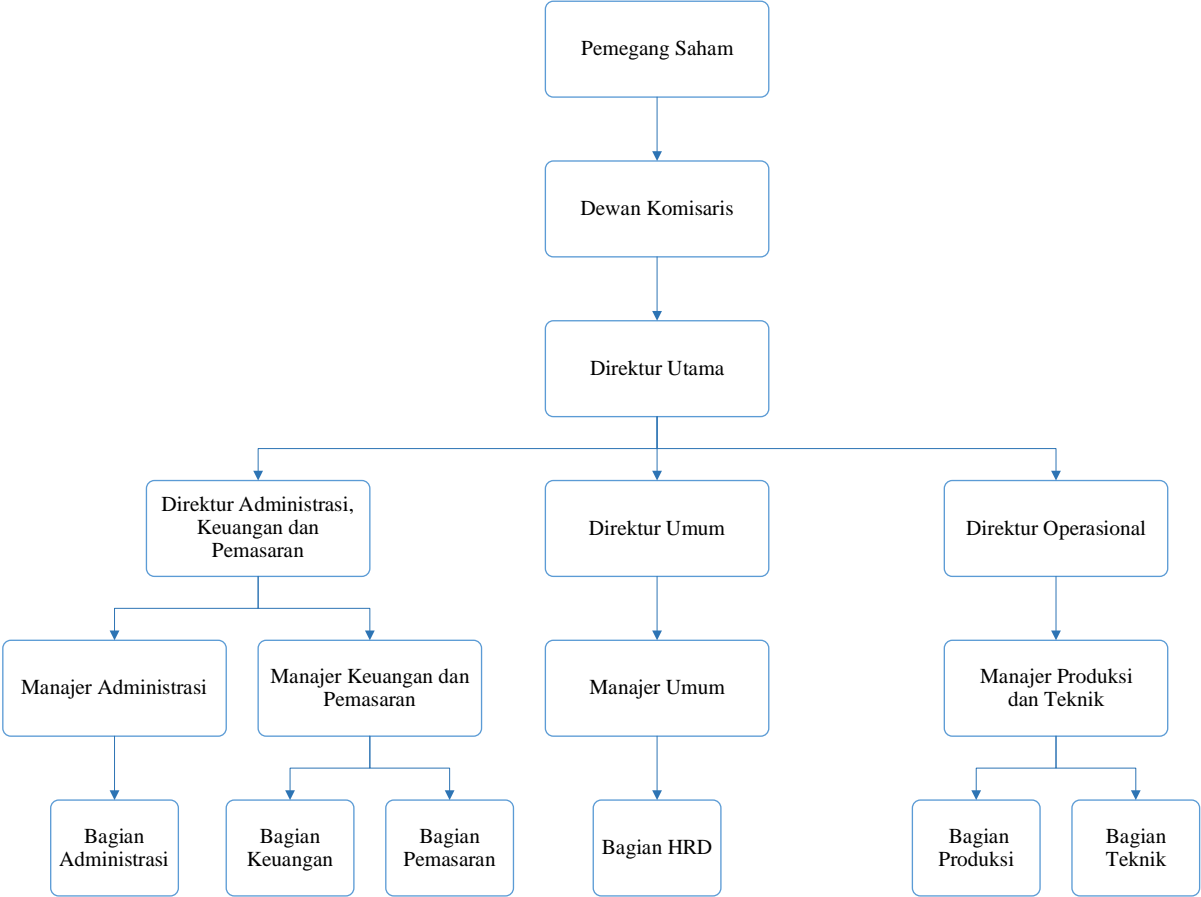 Pemegang Saham
Dewan Komisaris
Direktur Utama
Direktur Administrasi,
Keuangan dan
Pemasaran
Direktur Umum
Direktur Operasional
Manajer Administrasi
Manajer Keuangan dan
Pemasaran
Manajer Umum
Manajer Produksi
dan Teknik
Bagian
Administrasi
Bagian
Keuangan
Bagian
Pemasaran
Bagian HRD
Bagian
Produksi
Bagian
Teknik